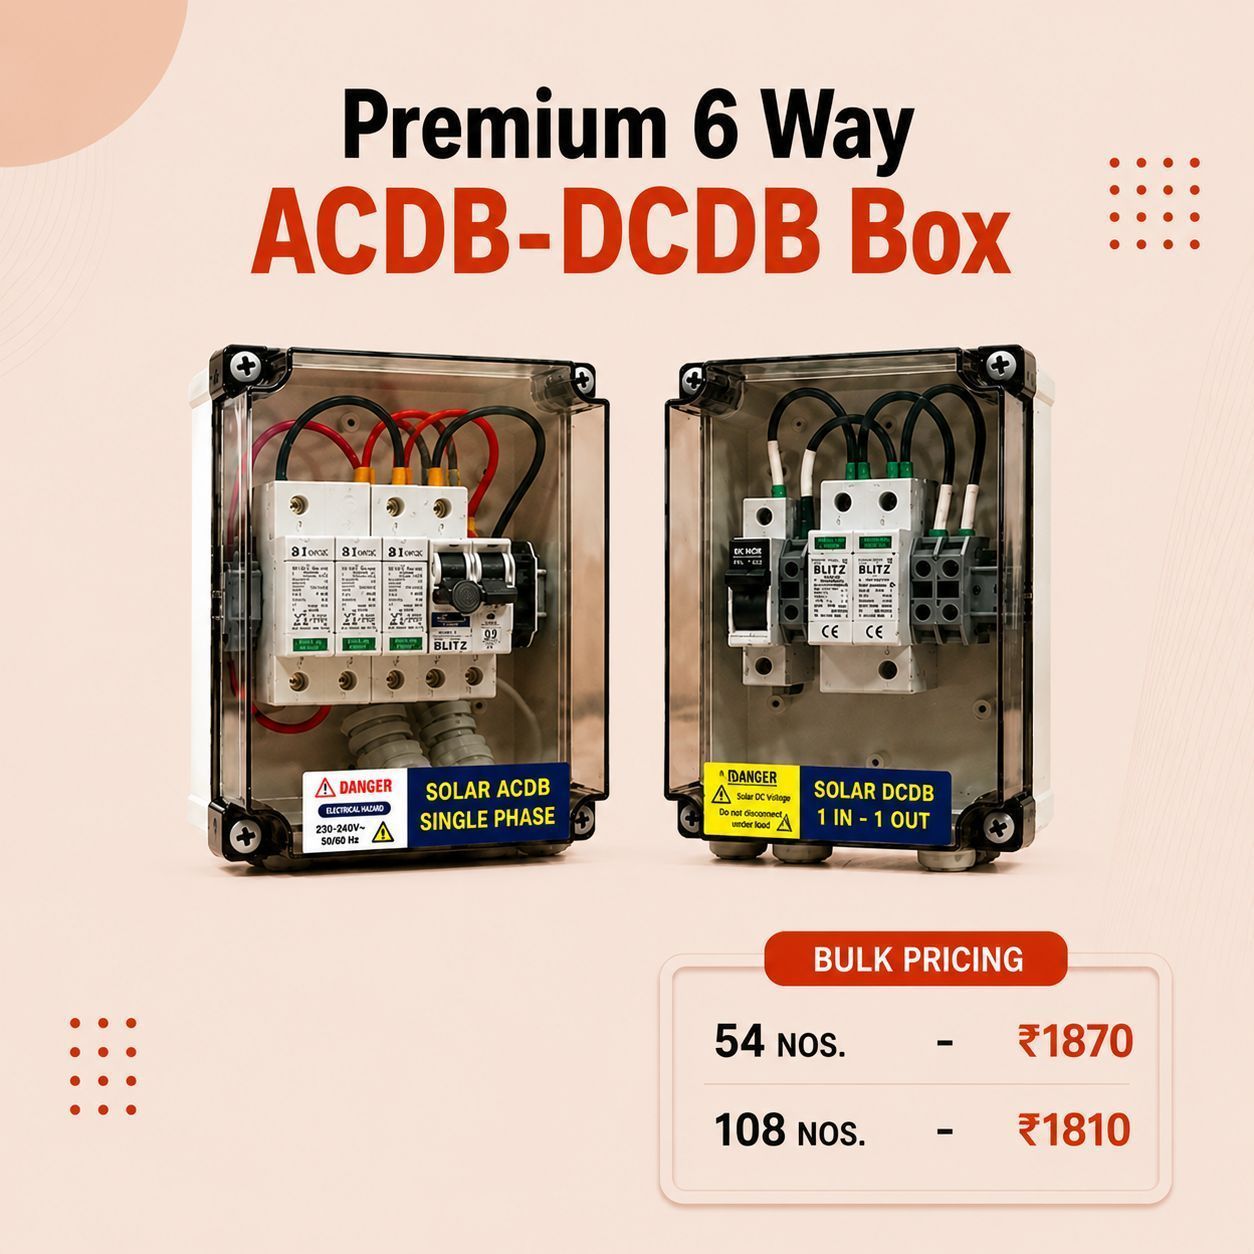 Premium 6 Way
ACDB-DCDB Box
BLITZ
BLITZ
BLITZ
CE
CE
DANGER
ELECTRICAL HAZARD
230-240V~
50/60 Hz
SOLAR ACDB
SINGLE PHASE
DANGER
Solar DC Voltage
Do not disconnect
under load
SOLAR DCDB
1 IN - 1 OUT
BULK PRICING
54 NOS. - ₹1870
108 NOS. - ₹1810